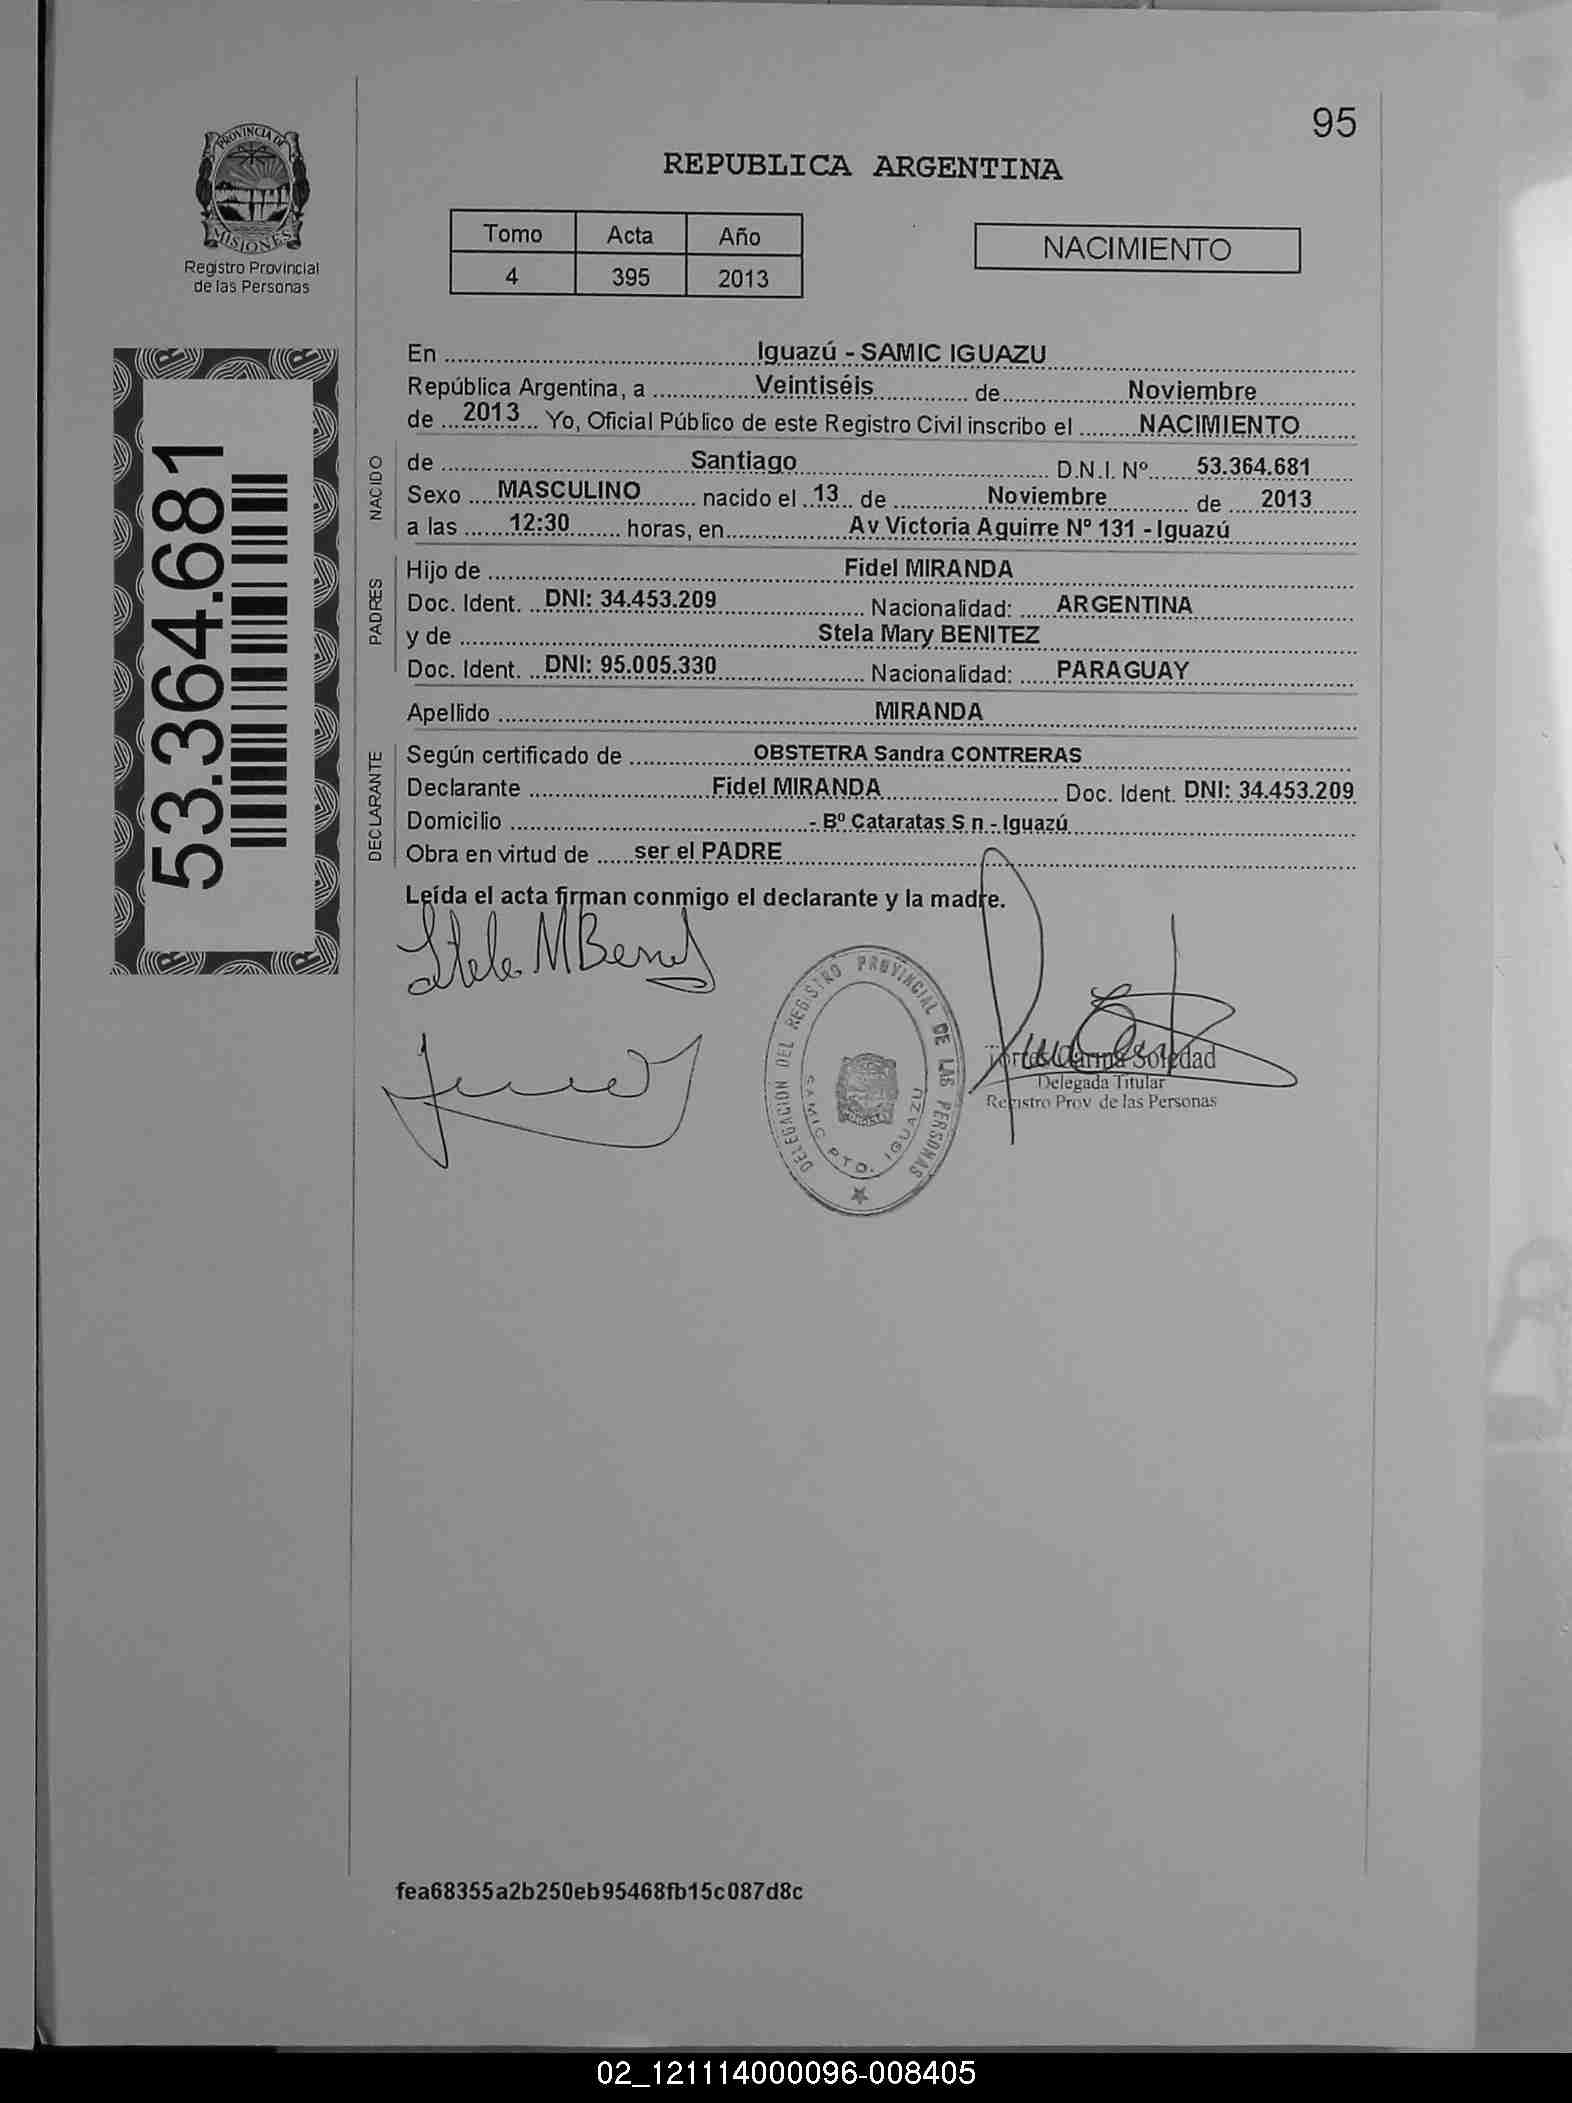 95
PROVINCIA DE
MISIONES
Registro Provincial
de las Personas
REPUBLICA ARGENTINA
Tomo Acta Año
4 395 2013
NACIMIENTO
53.364.681
En Iguazú - SAMIC IGUAZU
República Argentina, a Veintiséis de Noviembre
de 2013 Yo, Oficial Público de este Registro Civil inscribo el NACIMIENTO
NACIDO
de Santiago D.N.I. Nº 53.364.681
Sexo MASCULINO nacido el 13 de Noviembre de 2013
a las 12:30 horas, en Av Victoria Aguirre Nº 131 - Iguazú
PADRES
Hijo de Fidel MIRANDA
Doc. Ident. DNI: 34.453.209 Nacionalidad: ARGENTINA
y de Stela Mary BENITEZ
Doc. Ident. DNI: 95.005.330 Nacionalidad: PARAGUAY
Apellido MIRANDA
DECLARANTE
Según certificado de OBSTETRA Sandra CONTRERAS
Declarante Fidel MIRANDA Doc. Ident. DNI: 34.453.209
Domicilio - Bº Cataratas S n - Iguazú
Obra en virtud de ser el PADRE
Leída el acta firman conmigo el declarante y la madre.
DELEGACION DEL REGISTRO PROVINCIAL DE LAS PERSONAS
SAMIC PTO. IGUAZU
Soledad
Delegada Titular
Registro Prov de las Personas
fea68355a2b250eb95468fb15c087d8c
02_121114000096-008405